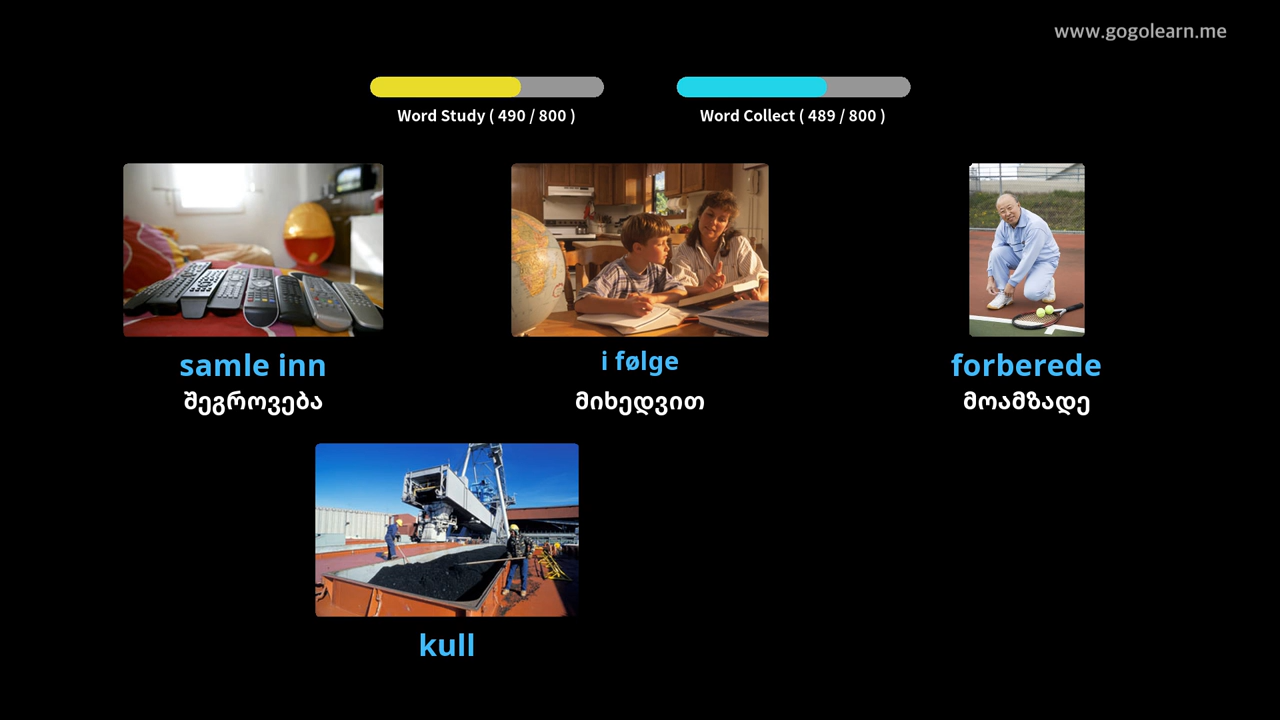 www.gogolearn.me
Word Study ( 490 / 800 )
Word Collect ( 489 / 800 )
samle inn
შეგროვება
i følge
მიხედვით
forberede
მოამზადე
kull